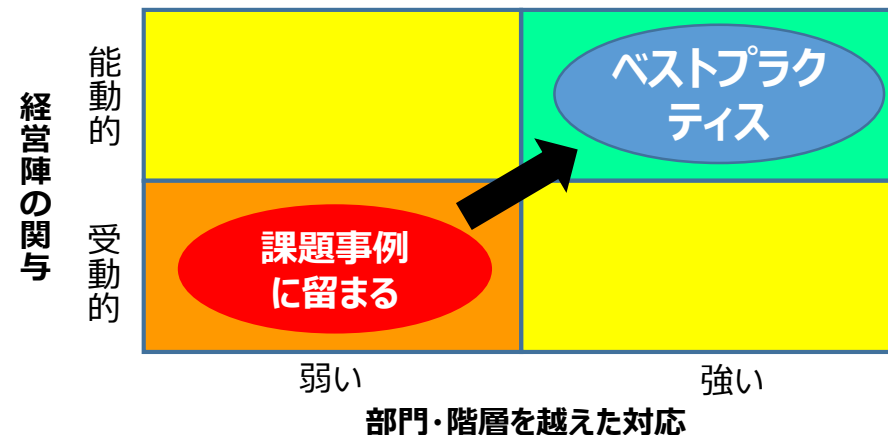 経営陣の関与
能動的
受動的
ベストプラク
ティス
課題事例
に留まる
弱い
強い
部門・階層を越えた対応